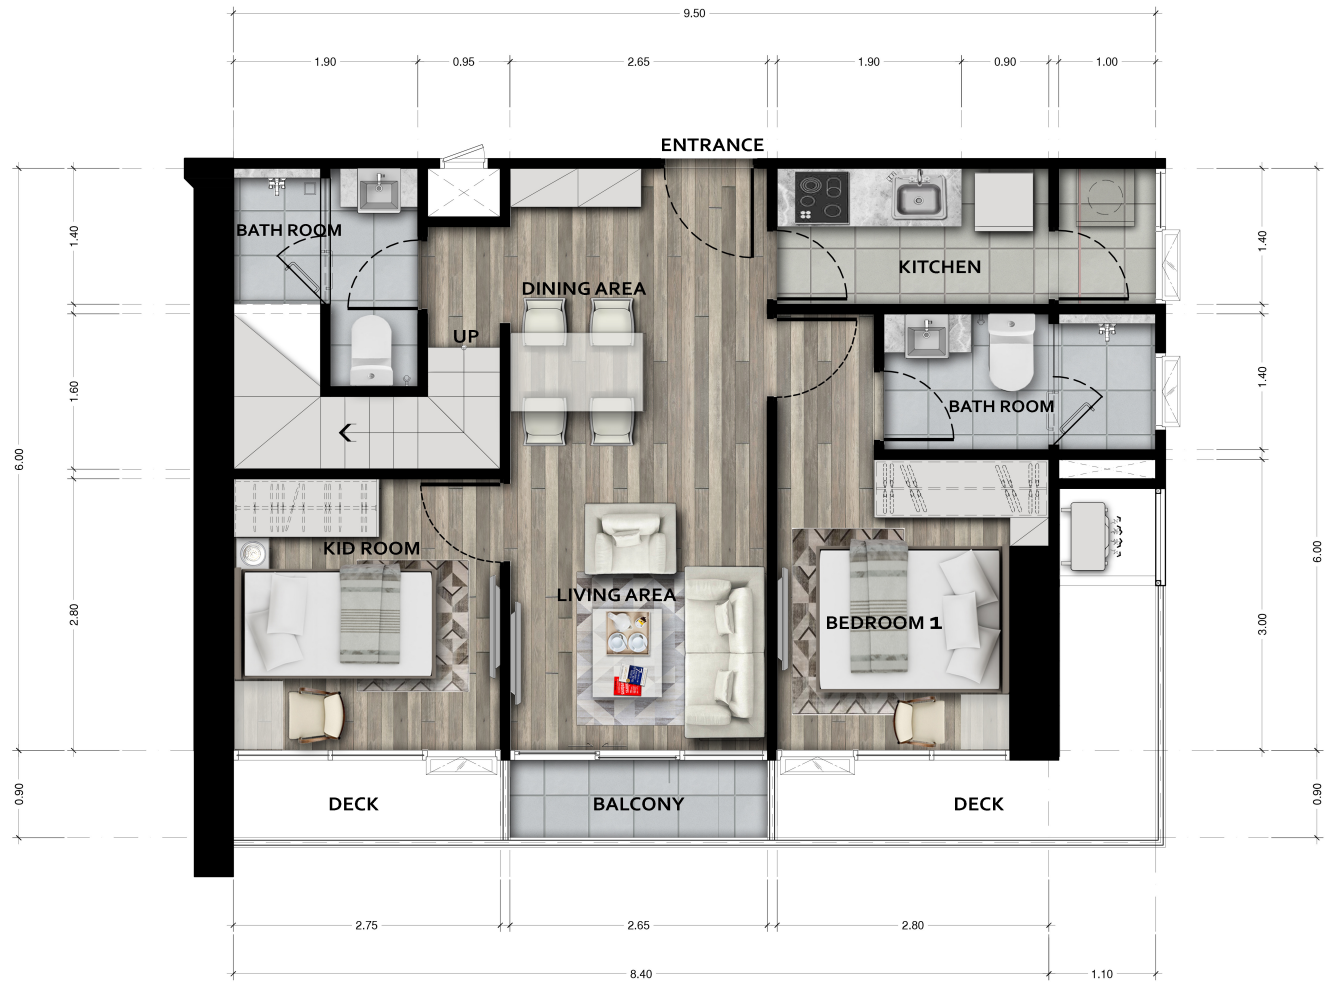 9.50
1.90
0.95
2.65
1.90
0.90
1.00
ENTRANCE
BATH ROOM
1.40
1.40
KITCHEN
DINING AREA
UP
1.60
1.40
BATH ROOM
6.00
6.00
KID ROOM
LIVING AREA
BEDROOM 1
2.80
3.00
0.90
DECK
BALCONY
DECK
0.90
2.75
2.65
2.80
8.40
1.10